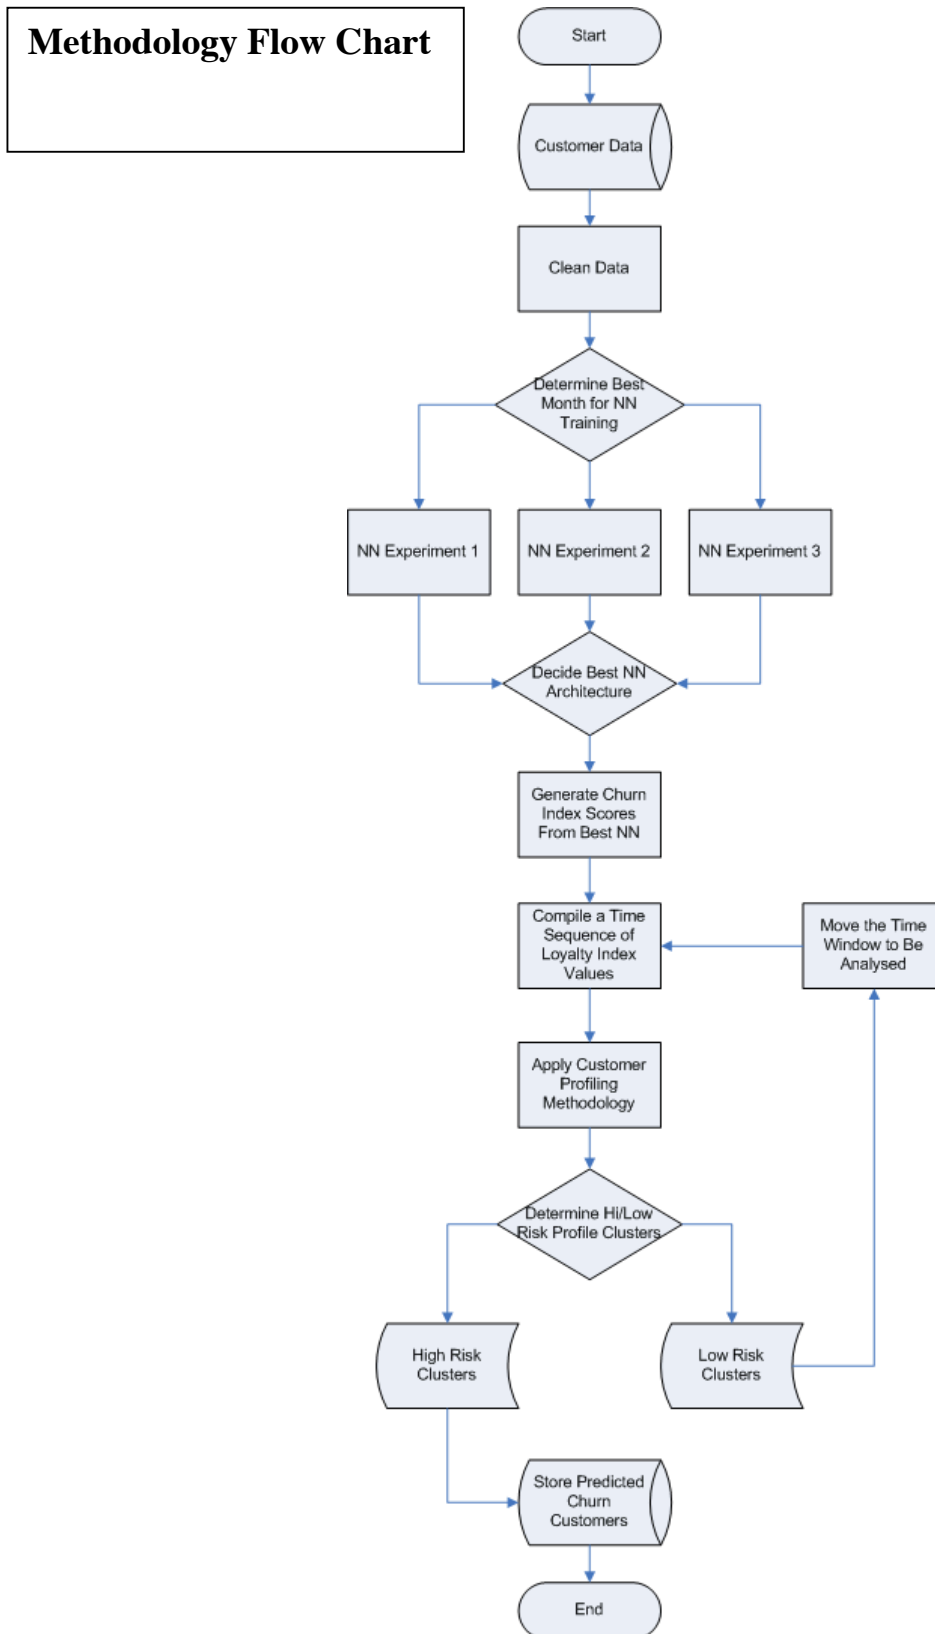 Methodology Flow Chart
Start
Customer Data
Clean Data
Determine Best
Month for NN
Training
NN Experiment 1
NN Experiment 2
NN Experiment 3
Decide Best NN
Architecture
Generate Churn
Index Scores
From Best NN
Compile a Time
Sequence of
Loyalty Index
Values
Move the Time
Window to Be
Analysed
Apply Customer
Profiling
Methodology
Determine Hi/Low
Risk Profile Clusters
High Risk
Clusters
Low Risk
Clusters
Store Predicted
Churn
Customers
End